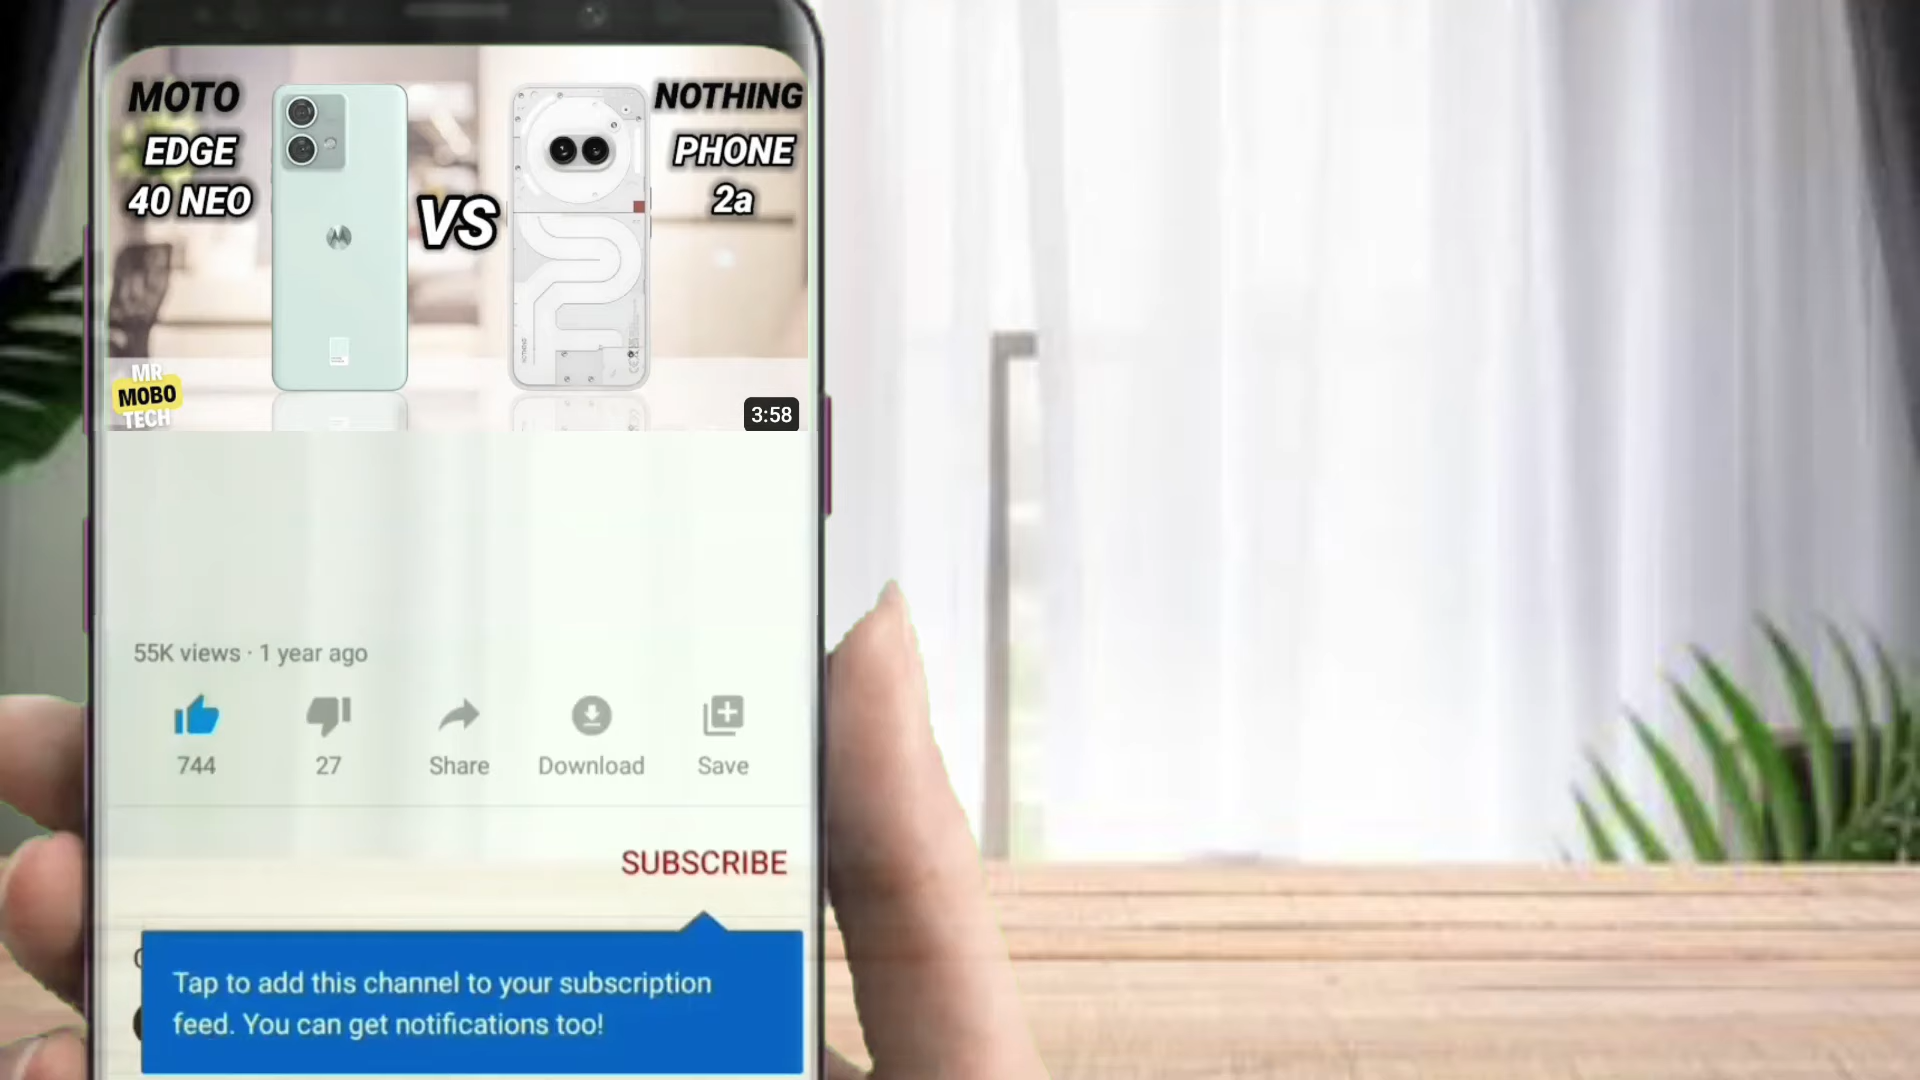 MOTO
EDGE
40 NEO
VS
NOTHING
PHONE
2a
MR
MOBO
TECH
3:58
55K views · 1 year ago
744
27
Share
Download
Save
SUBSCRIBE
Tap to add this channel to your subscription
feed. You can get notifications too!